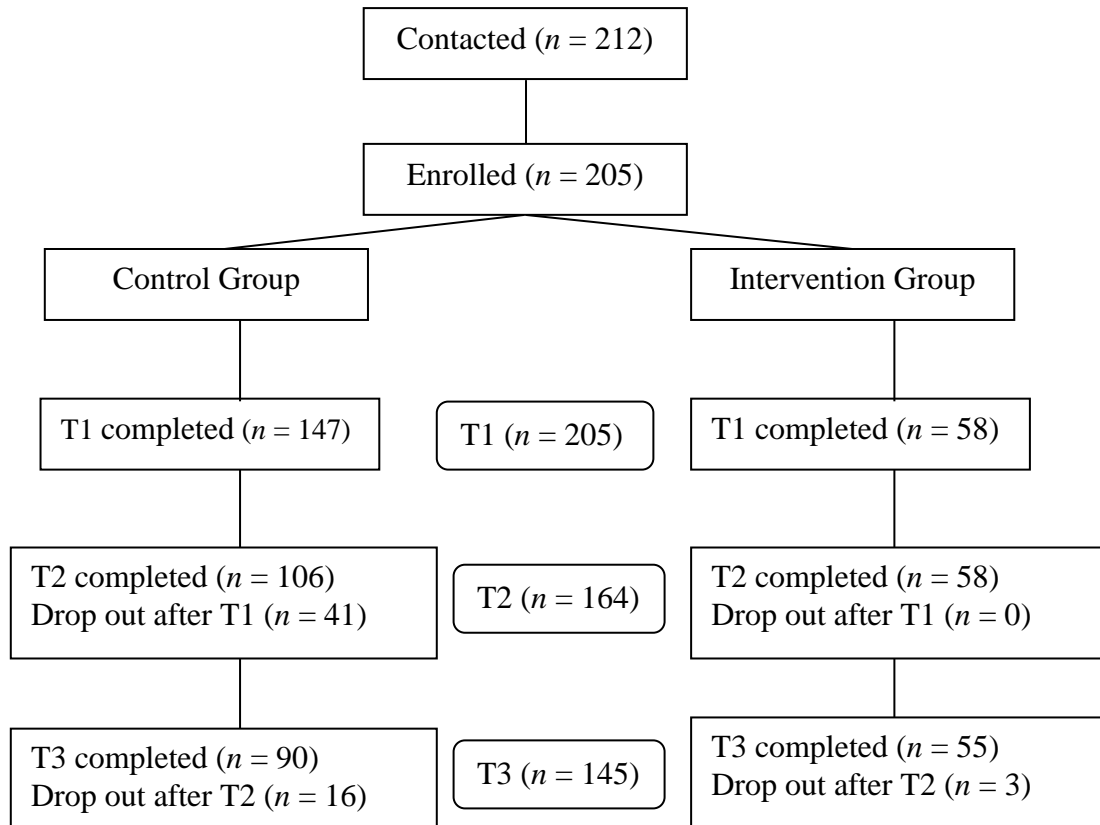 Contacted (n = 212)
Enrolled (n = 205)
Control Group
Intervention Group
T1 completed (n = 147)
T1 (n = 205)
T1 completed (n = 58)
T2 completed (n = 106)
Drop out after T1 (n = 41)
T2 (n = 164)
T2 completed (n = 58)
Drop out after T1 (n = 0)
T3 completed (n = 90)
Drop out after T2 (n = 16)
T3 (n = 145)
T3 completed (n = 55)
Drop out after T2 (n = 3)